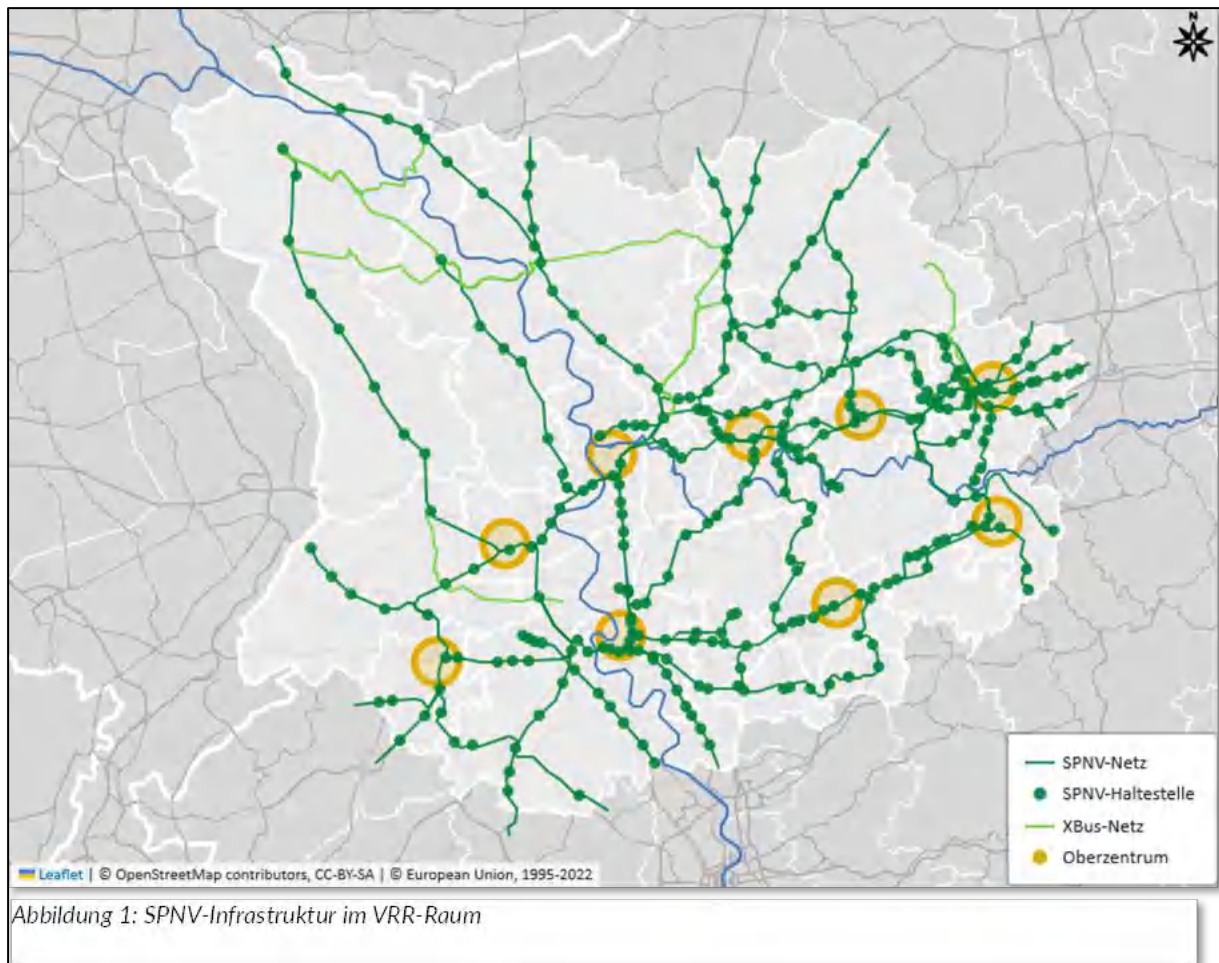 N
SPNV-Netz
SPNV-Haltestelle
XBus-Netz
Oberzentrum
Leaflet | © OpenStreetMap contributors, CC-BY-SA | © European Union, 1995-2022
Abbildung 1: SPNV-Infrastruktur im VRR-Raum